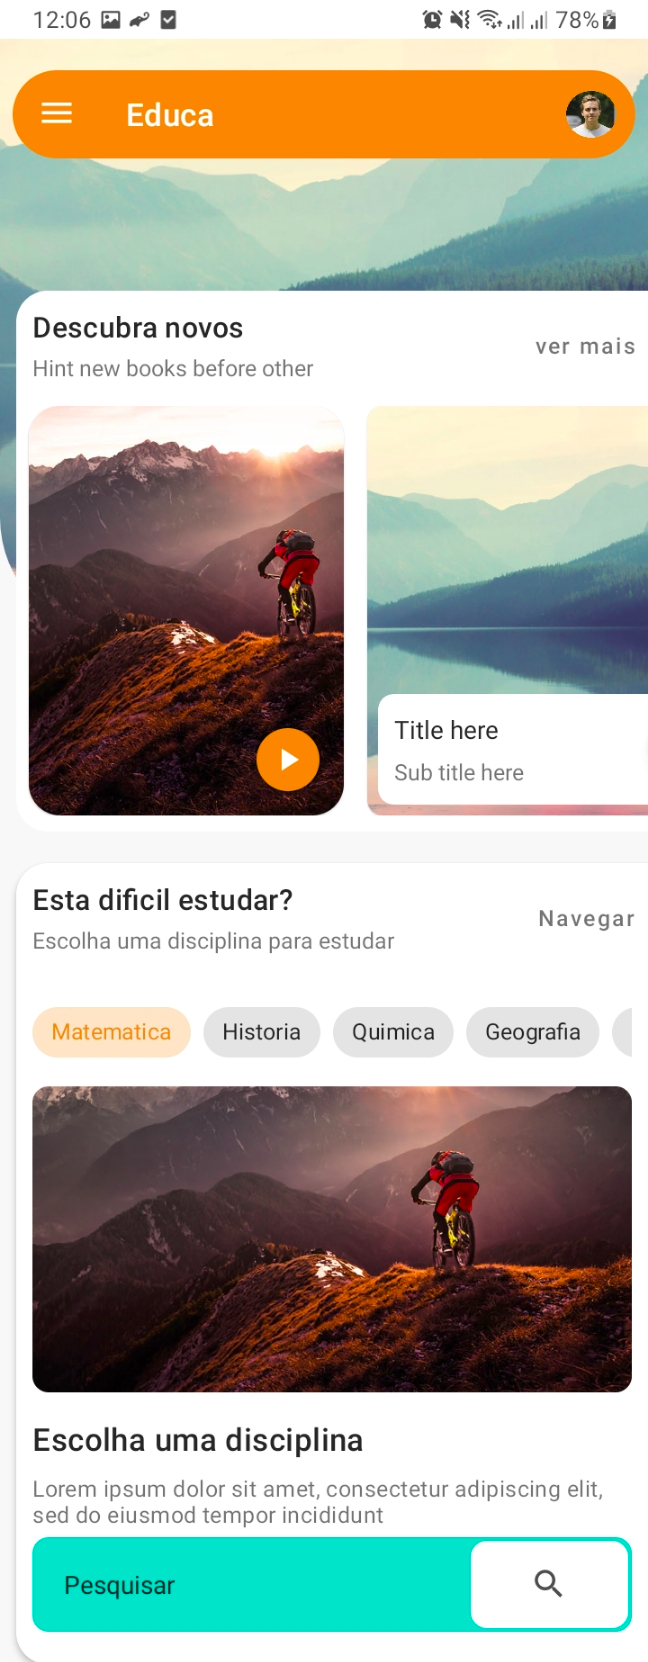 12:06
78%
Educa
Descubra novos
ver mais
Hint new books before other
Title here
Sub title here
Esta dificil estudar?
Navegar
Escolha uma disciplina para estudar
Matematica Historia Quimica Geografia
Escolha uma disciplina
Lorem ipsum dolor sit amet, consectetur adipiscing elit,
sed do eiusmod tempor incididunt
Pesquisar